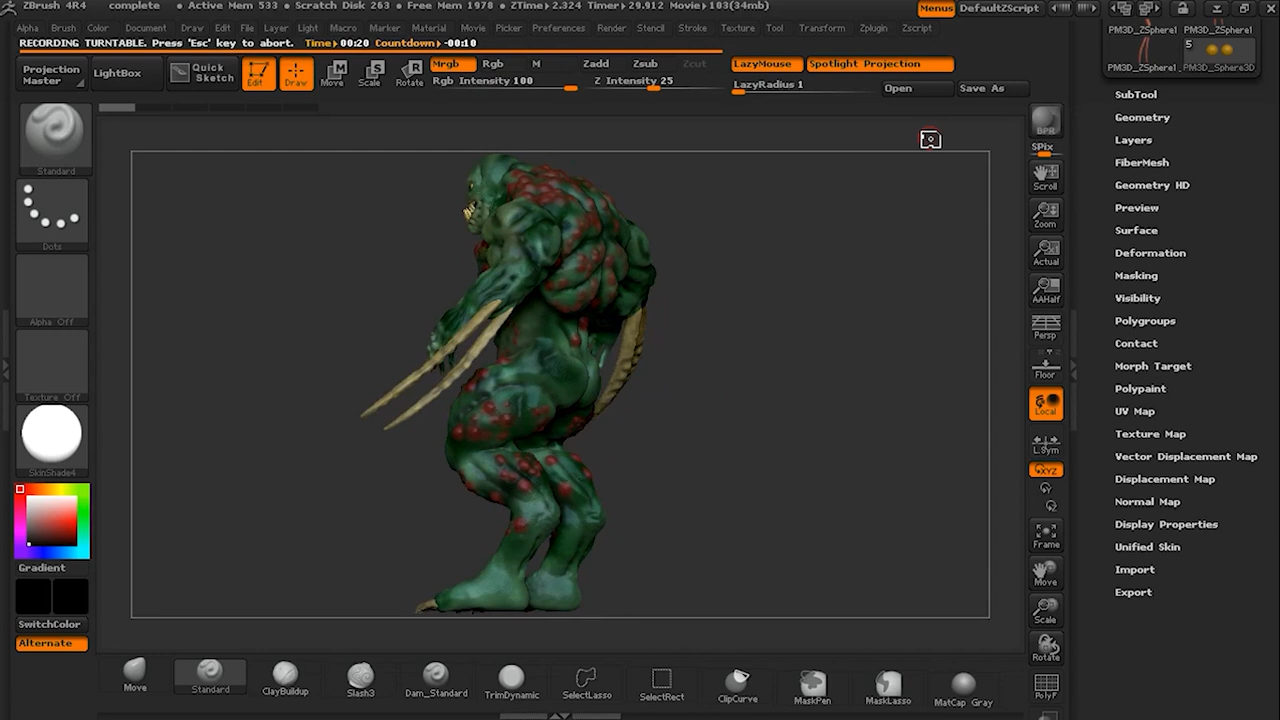 ZBrush 4R4 complete • Active Mem 533 • Scratch Disk 263 • Free Mem 1978 • ZTime▸2.324 Timer▸29.912 Movie▸103(34mb) Menus DefaultZScript
Alpha Brush Color Document Draw Edit File Layer Light Macro Marker Material Movie Picker Preferences Render Stencil Stroke Texture Tool Transform Zplugin Zscript
RECORDING TURNTABLE. Press 'Esc' key to abort. Time▸00:20 Countdown▸-00:10
Projection Master
LightBox
Quick Sketch
Edit
Draw
Move
Scale
Rotate
Mrgb Rgb M
Rgb Intensity 100
Zadd Zsub Zcut
Z Intensity 25
LazyMouse Spotlight Projection
LazyRadius 1
Open
Save As
Standard
Dots
Alpha Off
Texture Off
SkinShade4
Gradient
SwitchColor
Alternate
BPR
SPix
Scroll
Zoom
Actual
AAHalf
Persp
Floor
Local
L.Sym
XYZ
Frame
Move
Scale
Rotate
PolyF
PM3D_ZSphere1 PM3D_ZSphere1
5
PM3D_ZSphere1 PM3D_Sphere3D
SubTool
Geometry
Layers
FiberMesh
Geometry HD
Preview
Surface
Deformation
Masking
Visibility
Polygroups
Contact
Morph Target
Polypaint
UV Map
Texture Map
Vector Displacement Map
Displacement Map
Normal Map
Display Properties
Unified Skin
Import
Export
Move
Standard
ClayBuildup
Slash3
Dam_Standard
TrimDynamic
SelectLasso
SelectRect
ClipCurve
MaskPen
MaskLasso
MatCap Gray